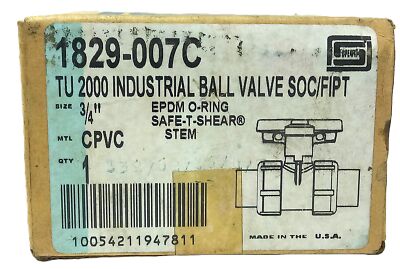 1829-007C
SPEARS
TU 2000 INDUSTRIAL BALL VALVE SOC/FIPT
SIZE 3/4" EPDM O-RING
SAFE-T-SHEAR®
STEM
MTL CPVC
QTY 1
10054211947811
MADE IN THE U.S.A.